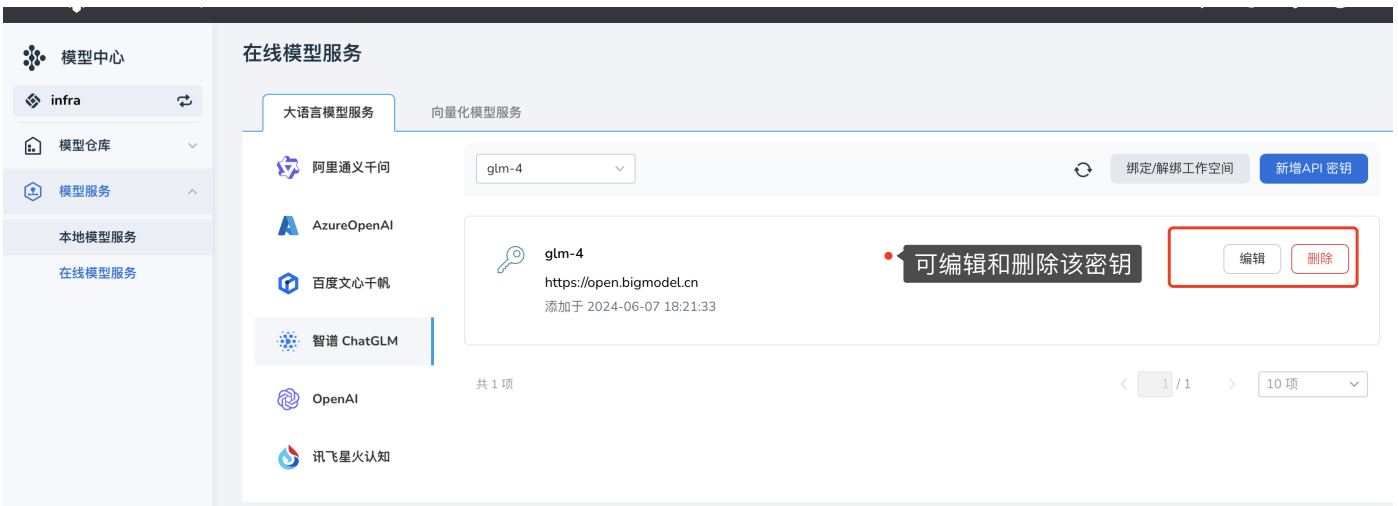 模型中心
infra
模型仓库
模型服务
本地模型服务
在线模型服务
在线模型服务
大语言模型服务
向量化模型服务
阿里通义千问
AzureOpenAI
百度文心千帆
智谱 ChatGLM
OpenAI
讯飞星火认知
glm-4
绑定/解绑工作空间
新增API 密钥
glm-4
https://open.bigmodel.cn
添加于 2024-06-07 18:21:33
可编辑和删除该密钥
编辑
删除
共 1 项
1 / 1
10 项